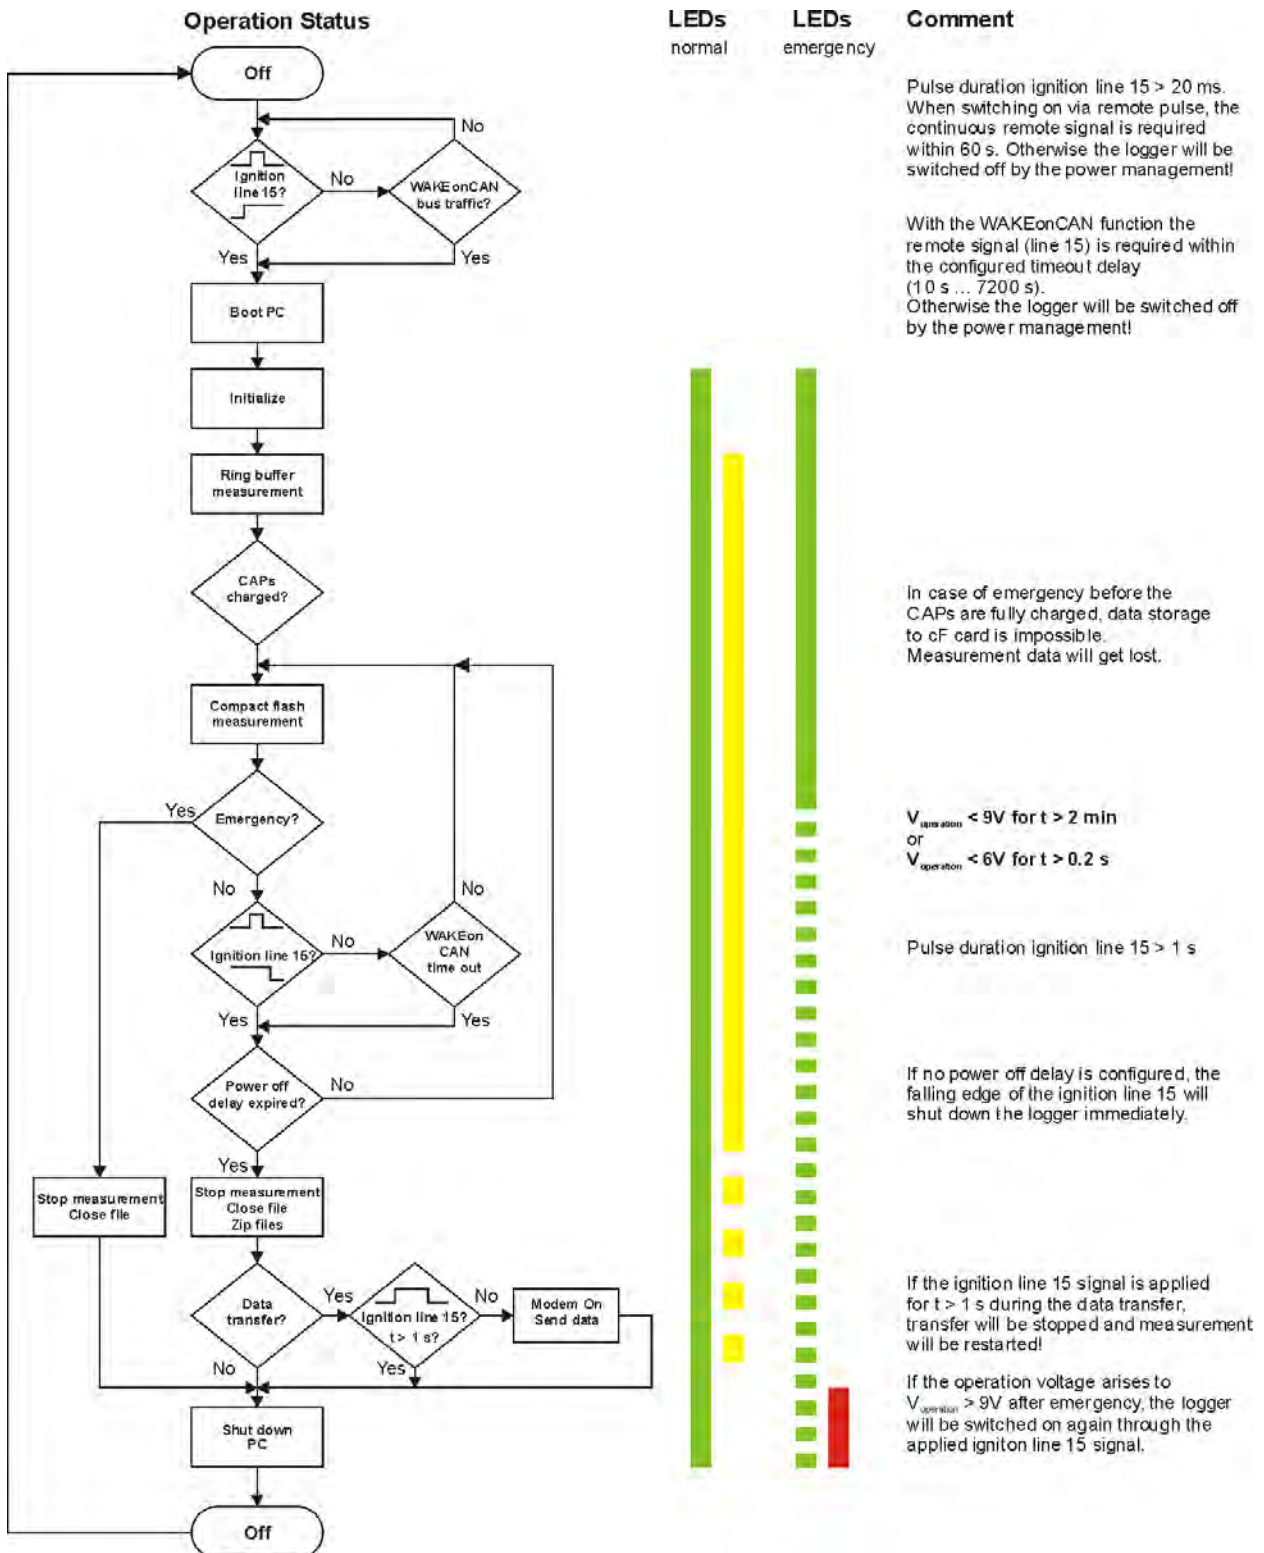 Operation Status
LEDs
normal
LEDs
emergency
Comment
Off
No
Ignition
line 15?
No
WAKEonCAN
bus traffic?
Yes
Yes
Boot PC
Initialize
Ring buffer
measurement
CAPs
charged?
Compact flash
measurement
Yes
Emergency?
No
No
Ignition line 15?
No
WAKEon
CAN
time out
Yes
Yes
Power off
delay expired?
No
Yes
Stop measurement
Close file
Stop measurement
Close file
Zip files
Data
transfer?
Yes
Ignition line 15?
t > 1 s?
No
Modem On
Send data
No
Yes
Shut down
PC
Off
Pulse duration ignition line 15 > 20 ms.
When switching on via remote pulse, the
continuous remote signal is required
within 60 s. Otherwise the logger will be
switched off by the power management!
With the WAKEonCAN function the
remote signal (line 15) is required within
the configured timeout delay
(10 s ... 7200 s).
Otherwise the logger will be switched off
by the power management!
In case of emergency before the
CAPs are fully charged, data storage
to cF card is impossible.
Measurement data will get lost.
V operation < 9V for t > 2 min
or
V operation < 6V for t > 0.2 s
Pulse duration ignition line 15 > 1 s
If no power off delay is configured, the
falling edge of the ignition line 15 will
shut down the logger immediately.
If the ignition line 15 signal is applied
for t > 1 s during the data transfer,
transfer will be stopped and measurement
will be restarted!
If the operation voltage arises to
V operation > 9V after emergency, the logger
will be switched on again through the
applied igniton line 15 signal.